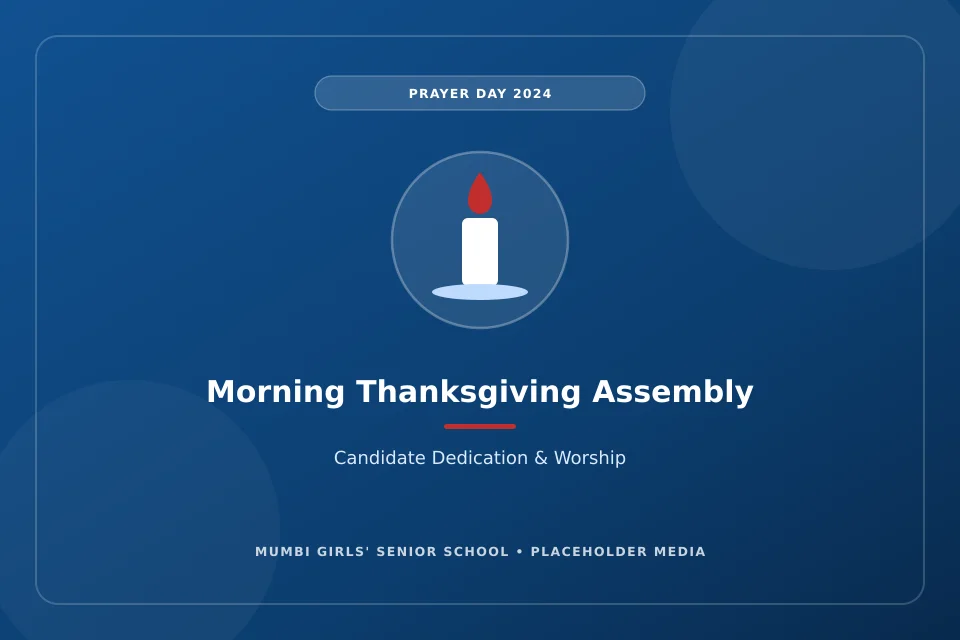 PRAYER DAY 2024
Morning Thanksgiving Assembly
Candidate Dedication & Worship
MUMBI GIRLS' SENIOR SCHOOL • PLACEHOLDER MEDIA